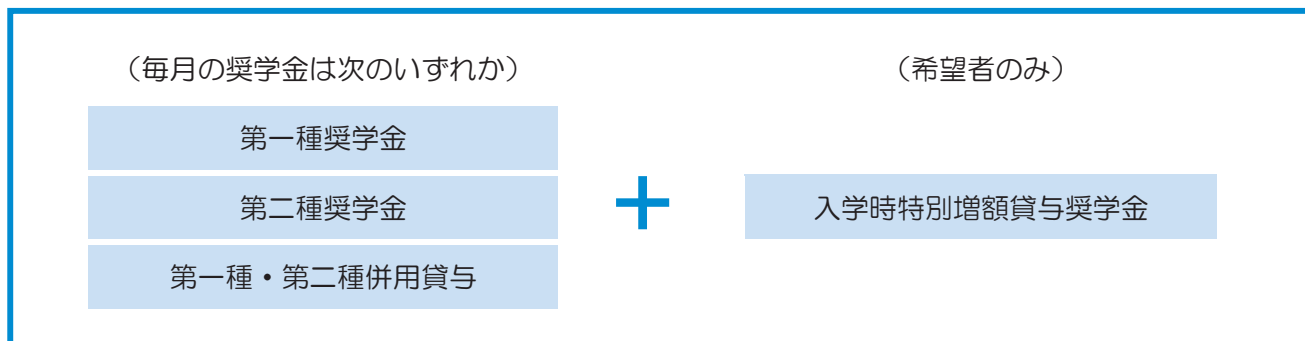 （毎月の奨学金は次のいずれか）
第一種奨学金
第二種奨学金
第一種・第二種併用貸与
＋
（希望者のみ）
入学時特別増額貸与奨学金